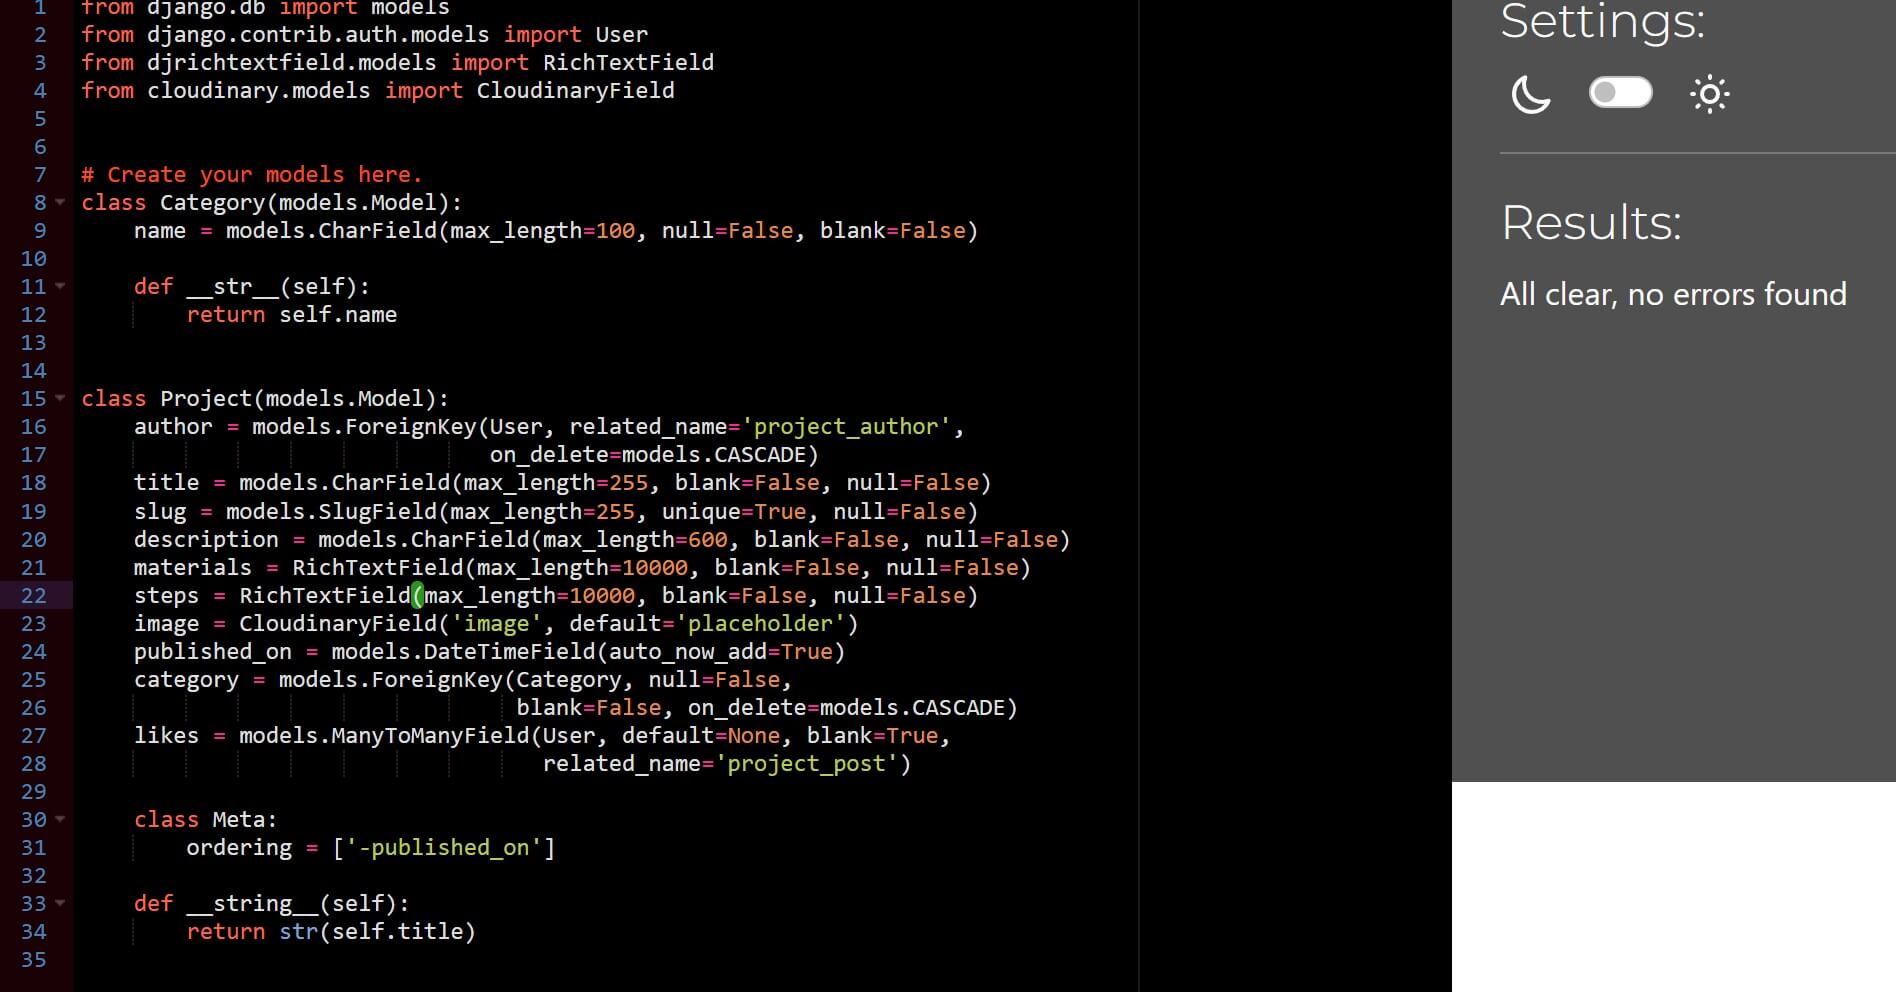 1 from django.db import models
2 from django.contrib.auth.models import User
3 from djrichtextfield.models import RichTextField
4 from cloudinary.models import CloudinaryField
5
6
7 # Create your models here.
8 class Category(models.Model):
9     name = models.CharField(max_length=100, null=False, blank=False)
10
11     def __str__(self):
12         return self.name
13
14
15 class Project(models.Model):
16     author = models.ForeignKey(User, related_name='project_author',
17                                on_delete=models.CASCADE)
18     title = models.CharField(max_length=255, blank=False, null=False)
19     slug = models.SlugField(max_length=255, unique=True, null=False)
20     description = models.CharField(max_length=600, blank=False, null=False)
21     materials = RichTextField(max_length=10000, blank=False, null=False)
22     steps = RichTextField(max_length=10000, blank=False, null=False)
23     image = CloudinaryField('image', default='placeholder')
24     published_on = models.DateTimeField(auto_now_add=True)
25     category = models.ForeignKey(Category, null=False,
26                                  blank=False, on_delete=models.CASCADE)
27     likes = models.ManyToManyField(User, default=None, blank=True,
28                                    related_name='project_post')
29
30     class Meta:
31         ordering = ['-published_on']
32
33     def __string__(self):
34         return str(self.title)
35
Settings:
Results:
All clear, no errors found